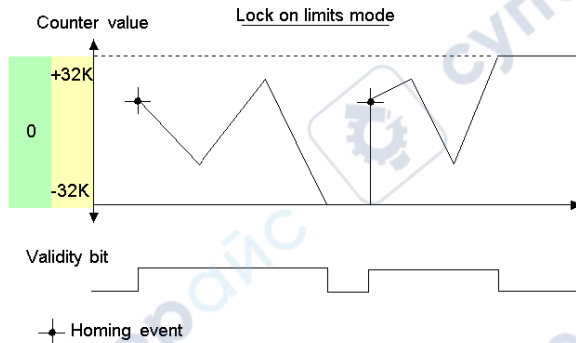 Lock on limits mode
Counter value
+32K
0
-32K
Validity bit
Homing event